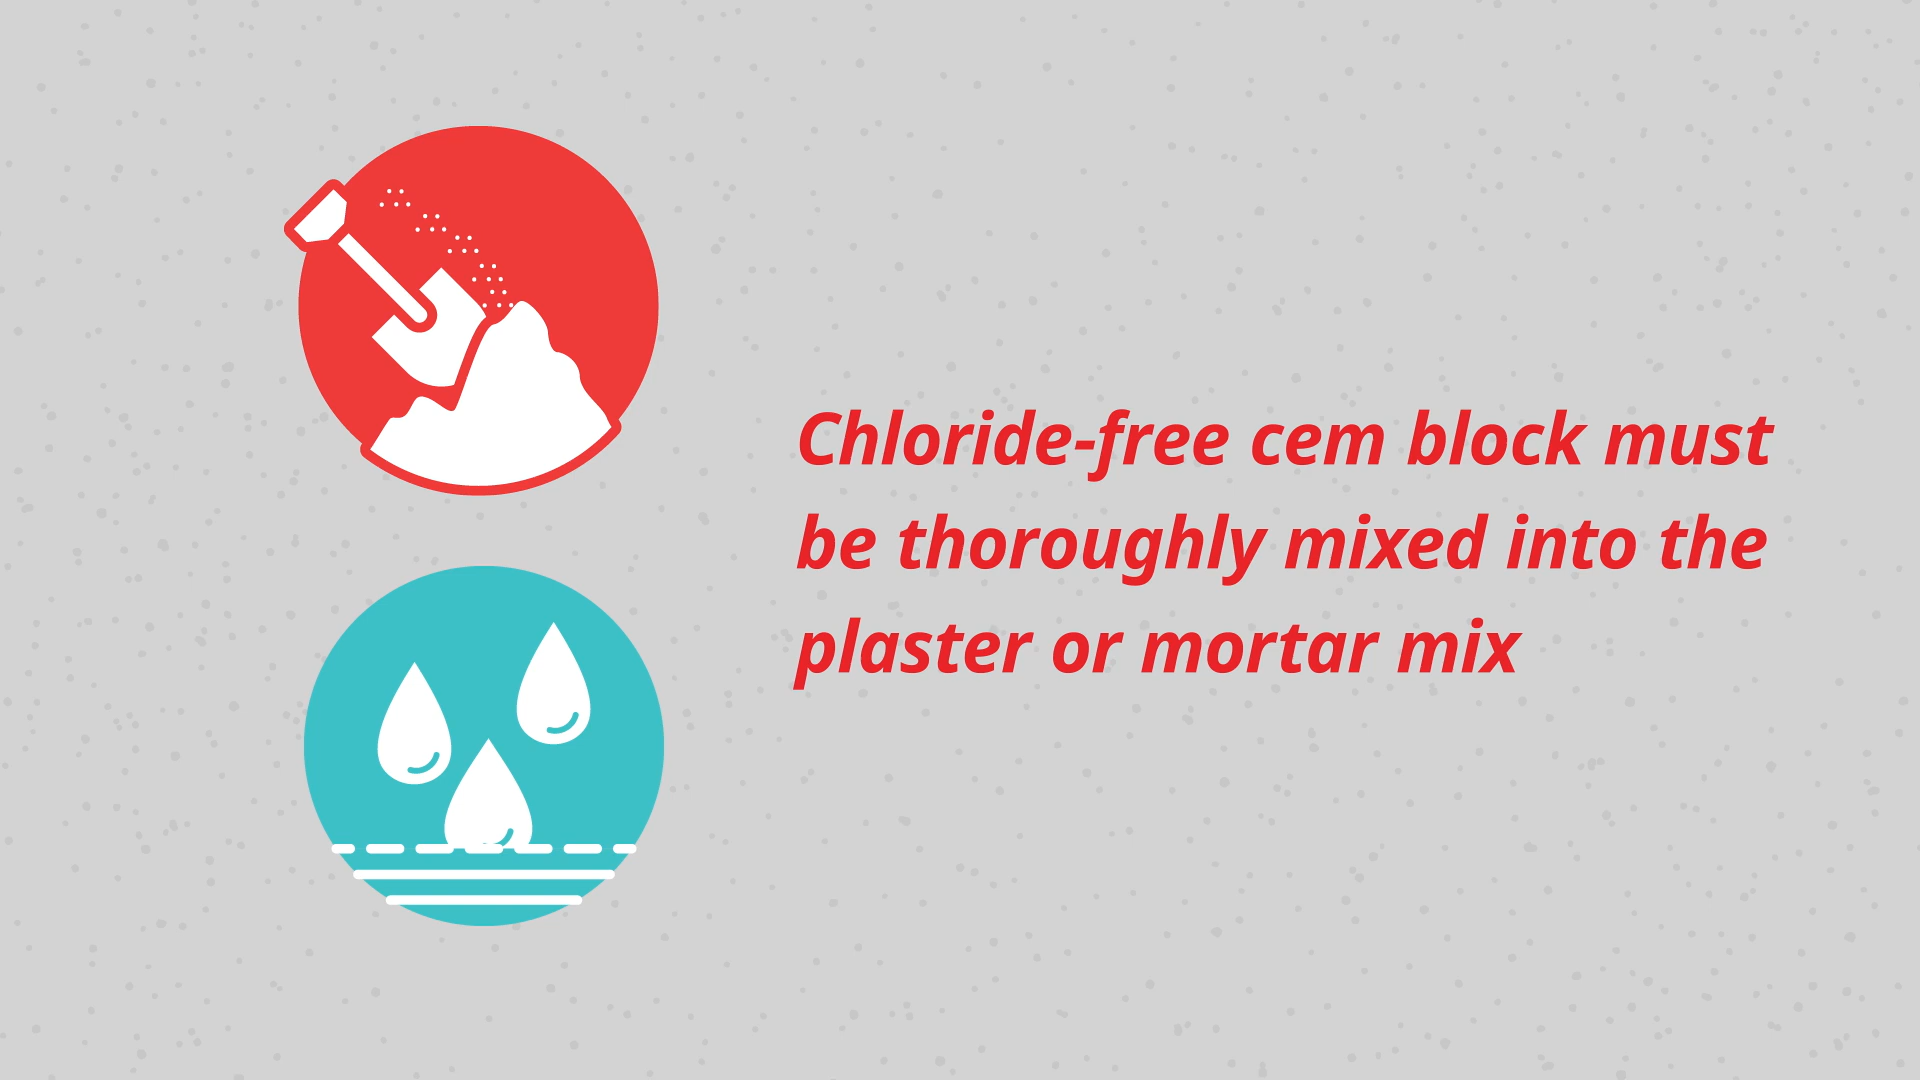 Chloride-free cem block must
be thoroughly mixed into the
plaster or mortar mix